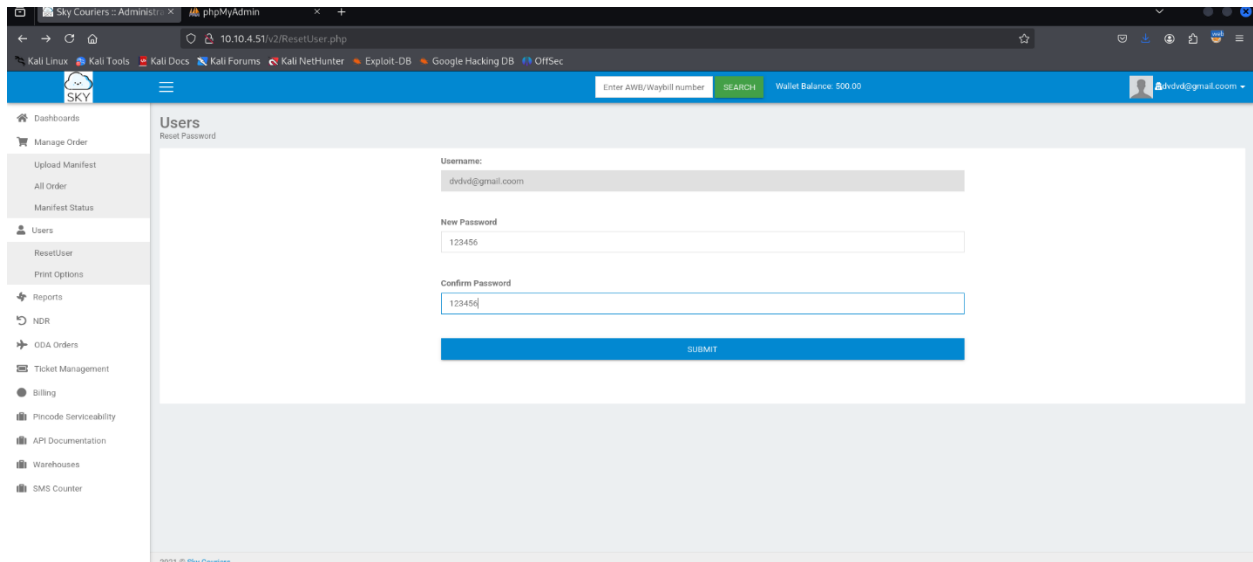 Sky Couriers :: Administra × phpMyAdmin × +
10.10.4.51/v2/ResetUser.php
Kali Linux Kali Tools Kali Docs Kali Forums Kali NetHunter Exploit-DB Google Hacking DB OffSec
SKY Enter AWB/Waybill number SEARCH Wallet Balance: 500.00 dvdvd@gmail.coom
Dashboards
Manage Order
Upload Manifest
All Order
Manifest Status
Users
ResetUser
Print Options
Reports
NDR
ODA Orders
Ticket Management
Billing
Pincode Serviceability
API Documentation
Warehouses
SMS Counter
Users
Reset Password
Username:
dvdvd@gmail.coom
New Password
123456
Confirm Password
123456
SUBMIT
2021 © Sky Couriers